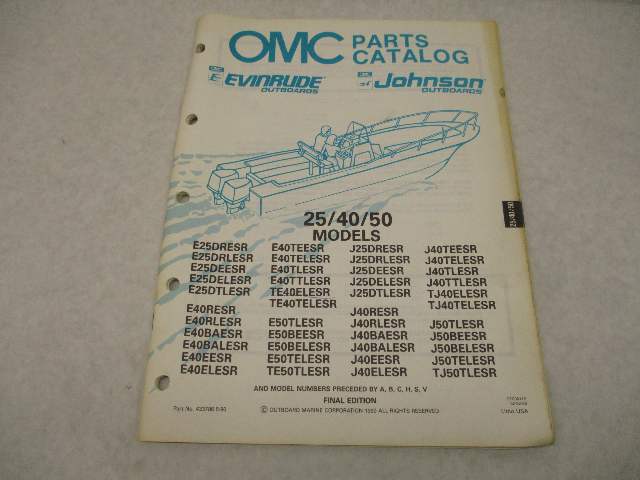 OMC PARTS CATALOG
EVINRUDE OUTBOARDS
Johnson OUTBOARDS
25/40/50
25/40/50
MODELS
E25DRESR E40TEESR J25DRESR J40TEESR
E25DRLESR E40TELESR J25DRLESR J40TELESR
E25DEESR E40TLESR J25DEESR J40TLESR
E25DELESR E40TTLESR J25DELESR J40TTLESR
E25DTLESR TE40ELESR J25DTLESR TJ40ELESR
TE40TELESR TJ40TELESR
E40RESR J40RESR
E40RLESR E50TLESR J40RLESR J50TLESR
E40BAESR E50BEESR J40BAESR J50BEESR
E40BALESR E50BELESR J40BALESR J50BELESR
E40EESR E50TELESR J40EESR J50TELESR
E40ELESR TE50TLESR J40ELESR TJ50TLESR
AND MODEL NUMBERS PRECEDED BY A, B, C, H, S, V
FINAL EDITION
Part No.
© OUTBOARD MARINE CORPORATION 1990 ALL RIGHTS RESERVED
Litho USA